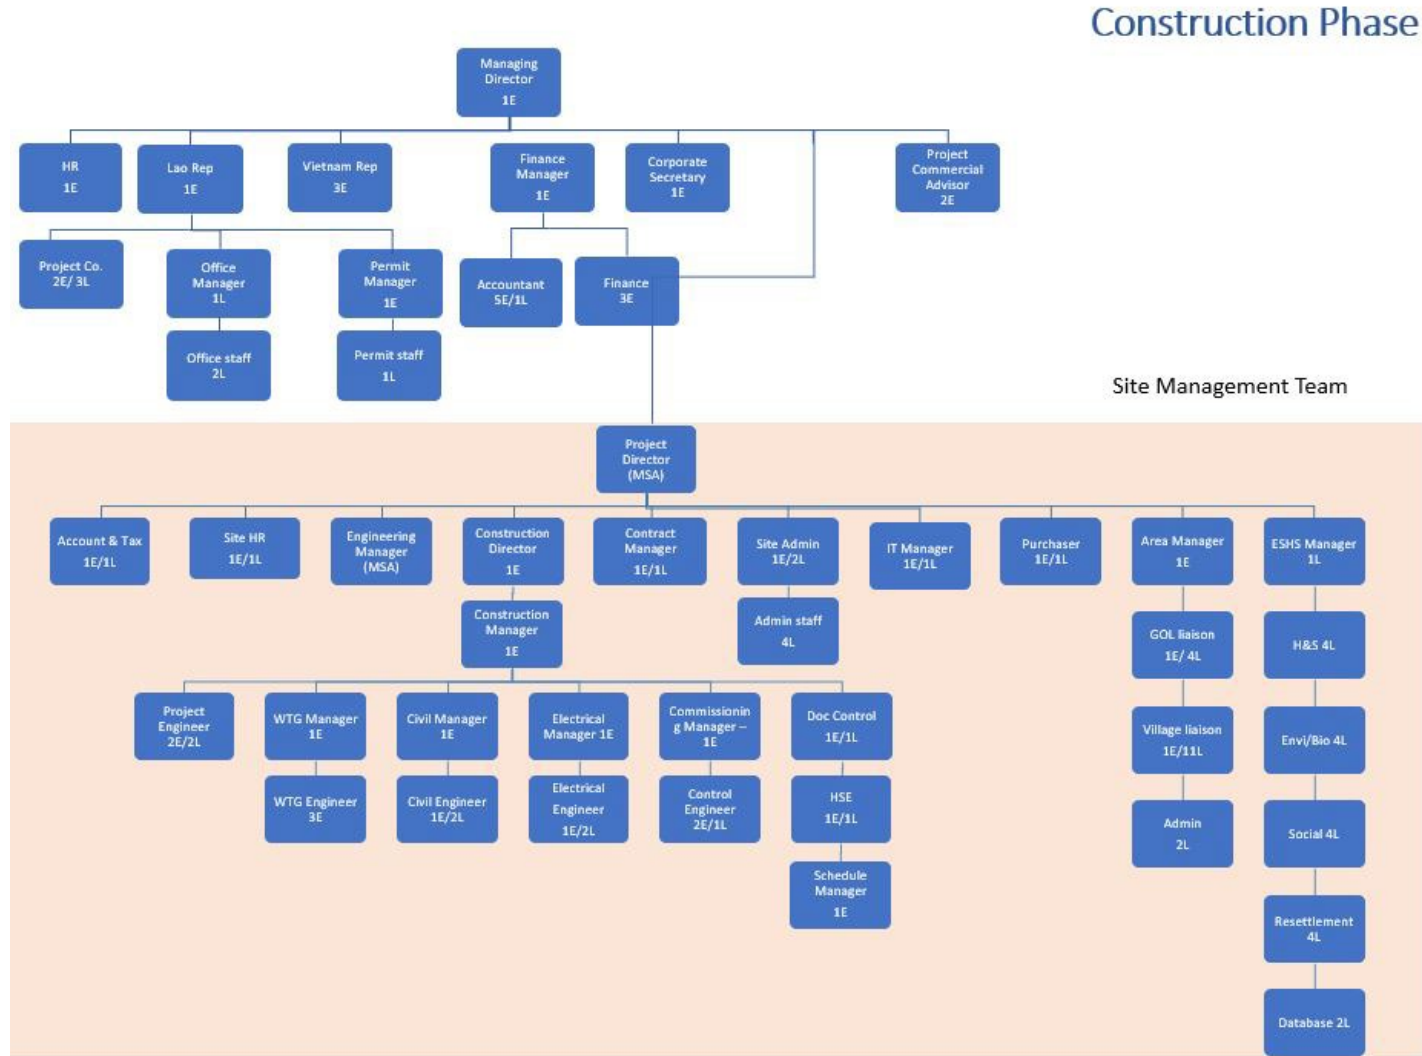 Construction Phase
Managing
Director
1E
HR
1E
Lao Rep
1E
Vietnam Rep
3E
Finance
Manager
1E
Corporate
Secretary
1E
Project
Commercial
Advisor
2E
Project Co.
2E/ 3L
Office
Manager
1L
Permit
Manager
1E
Accountant
5E/1L
Finance
3E
Office staff
2L
Permit staff
1L
Site Management Team
Project
Director
(MSA)
Account & Tax
1E/1L
Site HR
1E/1L
Engineering
Manager
(MSA)
Construction
Director
1E
Contract
Manager
1E/1L
Site Admin
1E/2L
IT Manager
1E/1L
Purchaser
1E/1L
Area Manager
1E
ESHS Manager
1L
Construction
Manager
1E
Admin staff
4L
GOL liaison
1E/ 4L
H&S 4L
Project
Engineer
2E/2L
WTG Manager
1E
Civil Manager
1E
Electrical
Manager 1E
Commissionin
g Manager –
1E
Doc Control
1E/1L
Village liaison
1E/11L
Envi/Bio 4L
WTG Engineer
3E
Civil Engineer
1E/2L
Electrical
Engineer
1E/2L
Control
Engineer
2E/1L
HSE
1E/1L
Admin
2L
Social 4L
Schedule
Manager
1E
Resettlement
4L
Database 2L